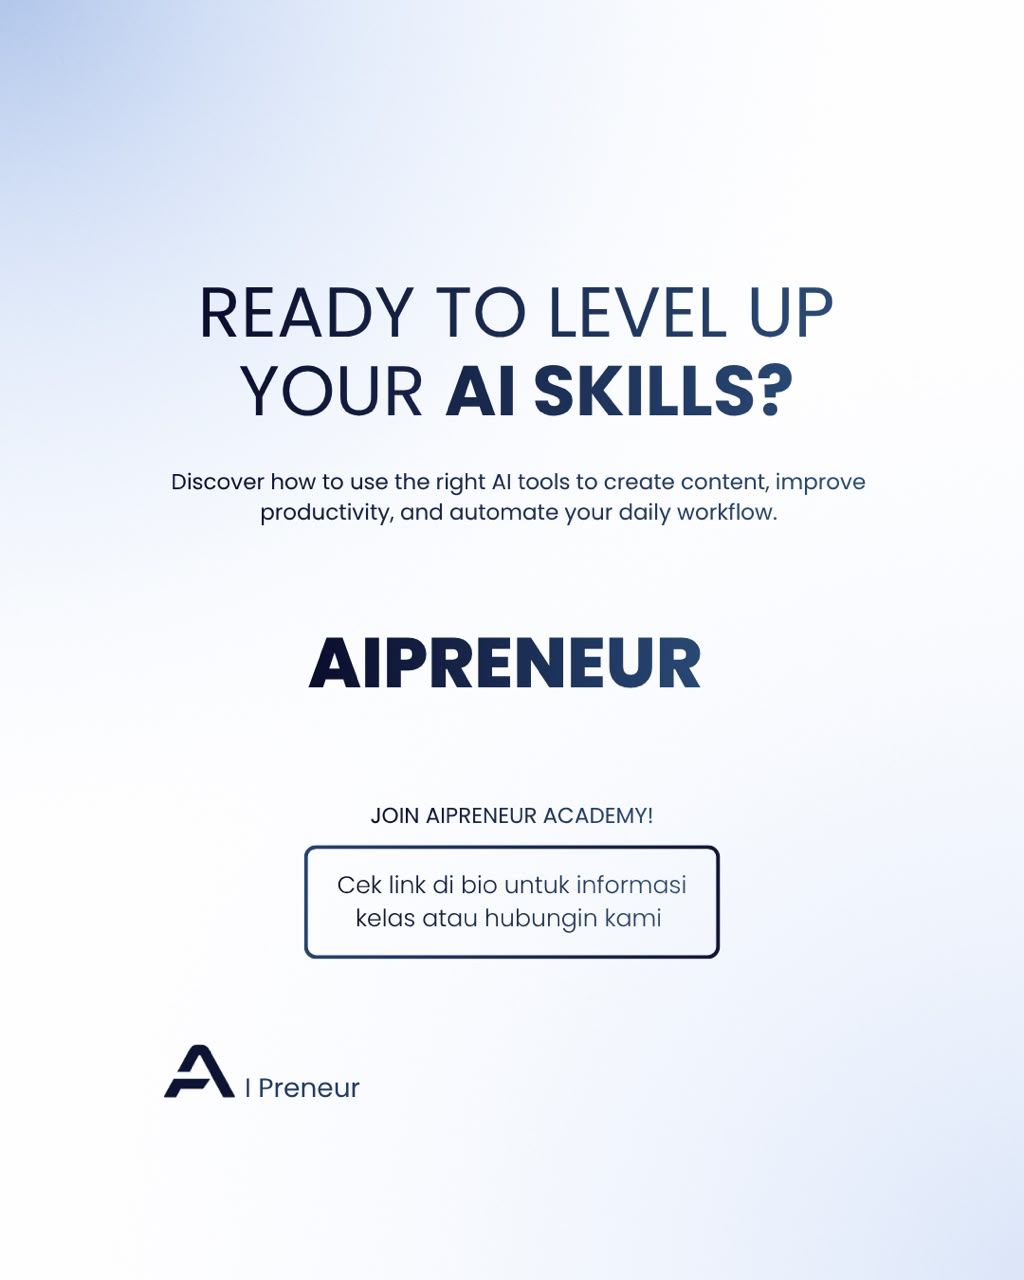 READY TO LEVEL UP
YOUR AI SKILLS?
Discover how to use the right AI tools to create content, improve
productivity, and automate your daily workflow.
AIPRENEUR
JOIN AIPRENEUR ACADEMY!
Cek link di bio untuk informasi
kelas atau hubungin kami
A I Preneur